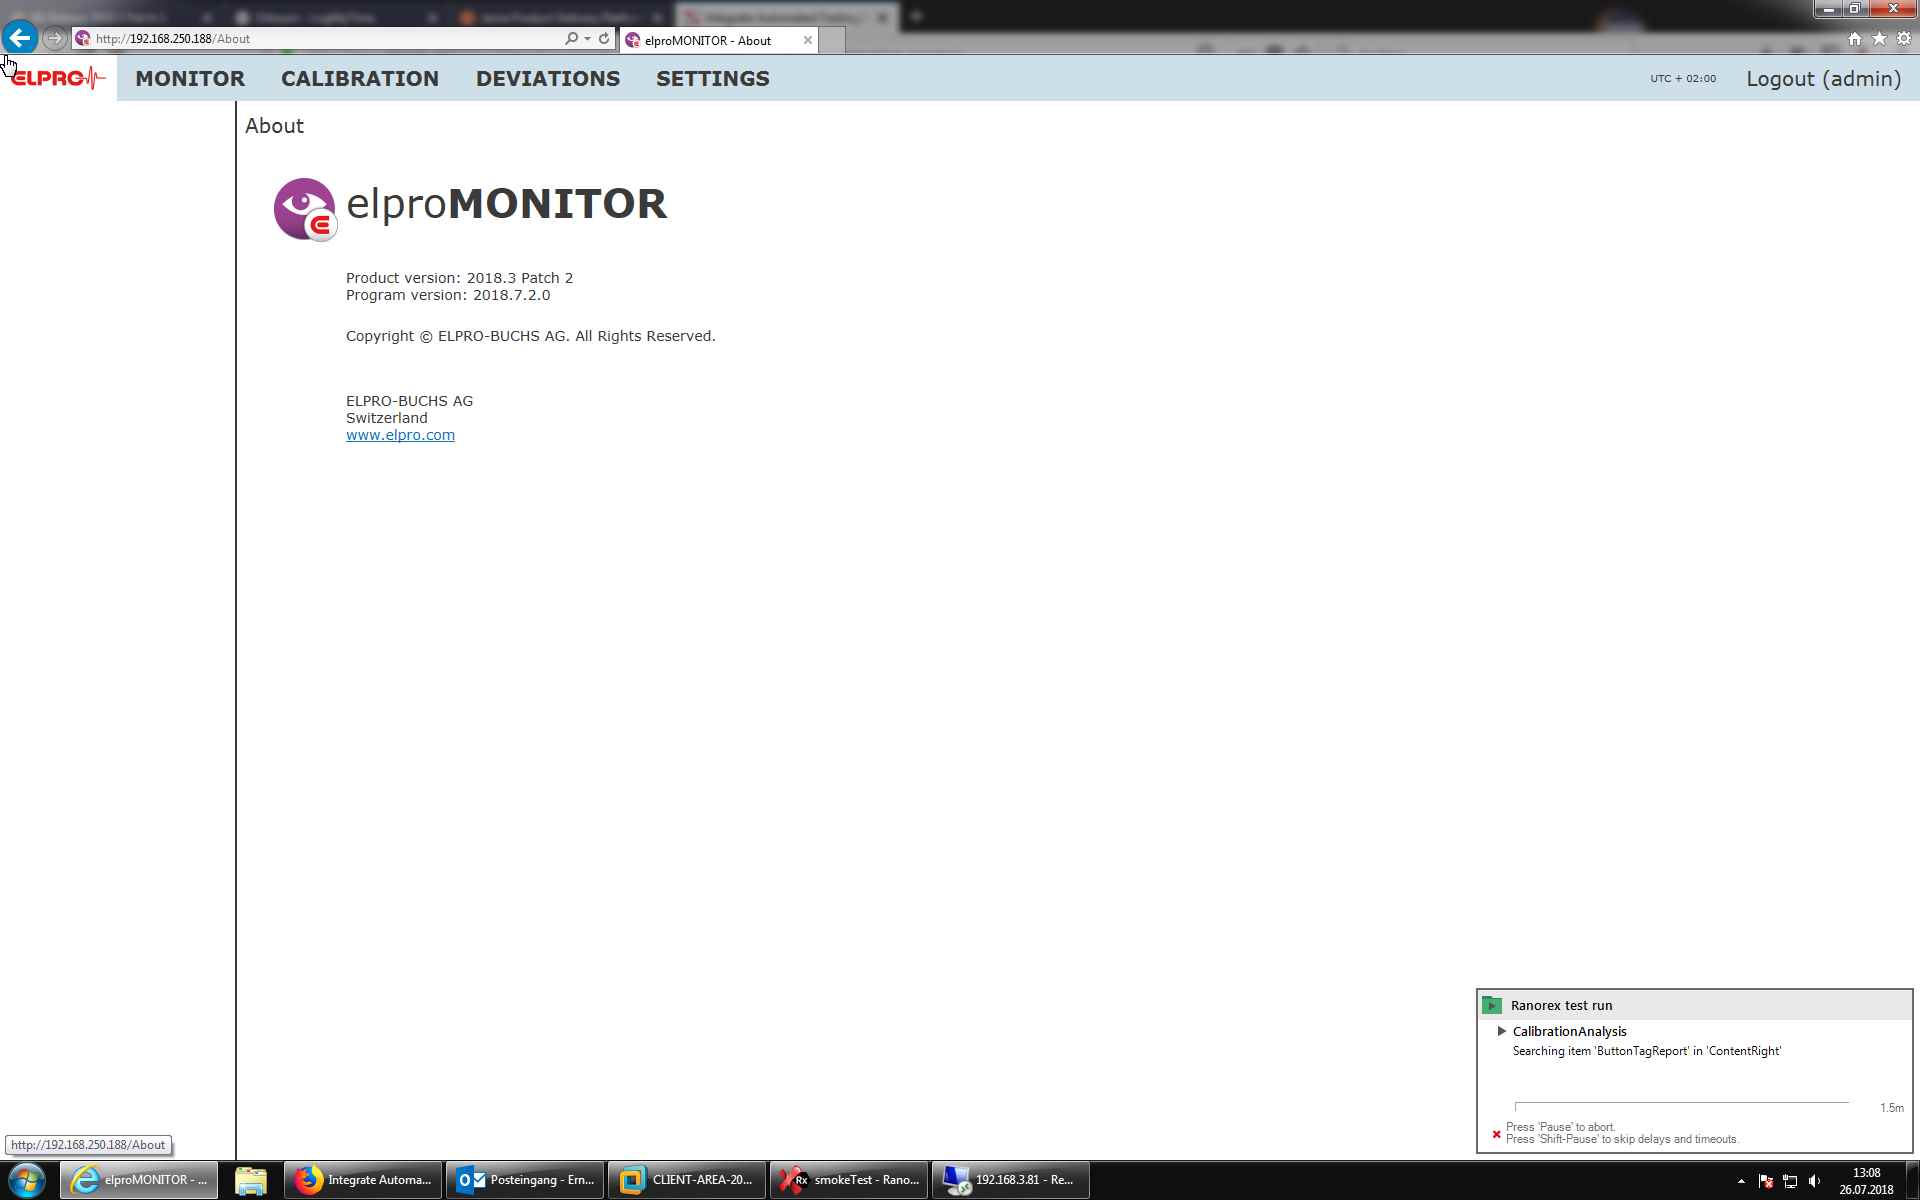 http://192.168.250.188/About
elproMONITOR - About
ELPRO
MONITOR
CALIBRATION
DEVIATIONS
SETTINGS
UTC + 02:00
Logout (admin)
About
elproMONITOR
Product version: 2018.3 Patch 2
Program version: 2018.7.2.0
Copyright © ELPRO-BUCHS AG. All Rights Reserved.
ELPRO-BUCHS AG
Switzerland
www.elpro.com
Ranorex test run
CalibrationAnalysis
Searching item 'ButtonTagReport' in 'ContentRight'
1.5m
Press 'Pause' to abort.
Press 'Shift-Pause' to skip delays and timeouts.
http://192.168.250.188/About
elproMONITOR - ...
Integrate Automa...
Posteingang - Ern...
CLIENT-AREA-20...
Rx
smokeTest - Rano...
192.168.3.81 - Re...
13:08
26.07.2018